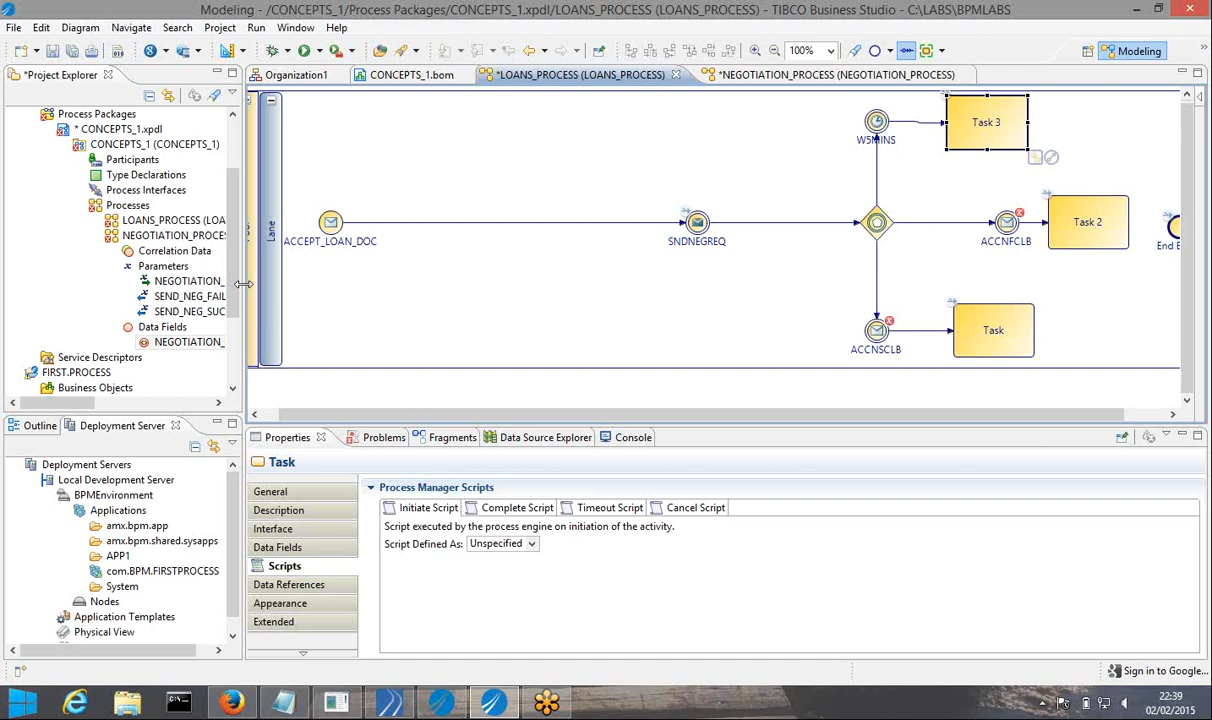 Modeling - /CONCEPTS_1/Process Packages/CONCEPTS_1.xpdl/LOANS_PROCESS (LOANS_PROCESS) - TIBCO Business Studio - C:\LABS\BPMLABS
File Edit Diagram Navigate Search Project Run Window Help
100% Modeling
*Project Explorer
Organization1 CONCEPTS_1.bom *LOANS_PROCESS (LOANS_PROCESS) *NEGOTIATION_PROCESS (NEGOTIATION_PROCESS)
Process Packages
* CONCEPTS_1.xpdl
CONCEPTS_1 (CONCEPTS_1)
Participants
Type Declarations
Process Interfaces
Processes
LOANS_PROCESS (LOA
NEGOTIATION_PROCES
Correlation Data
Parameters
NEGOTIATION_
SEND_NEG_FAIL
SEND_NEG_SUC
Data Fields
NEGOTIATION_
Service Descriptors
FIRST.PROCESS
Business Objects
Lane
Task 3
W5MINS
ACCEPT_LOAN_DOC
SNDNEGREQ
ACCNFCLB
Task 2
End E
ACCNSCLB
Task
Outline Deployment Server
Deployment Servers
Local Development Server
BPMEnvironment
Applications
amx.bpm.app
amx.bpm.shared.sysapps
APP1
com.BPM.FIRSTPROCESS
System
Nodes
Application Templates
Physical View
Properties Problems Fragments Data Source Explorer Console
Task
General
Description
Interface
Data Fields
Scripts
Data References
Appearance
Extended
Process Manager Scripts
Initiate Script Complete Script Timeout Script Cancel Script
Script executed by the process engine on initiation of the activity.
Script Defined As: Unspecified
Sign in to Google...
22:39
02/02/2015